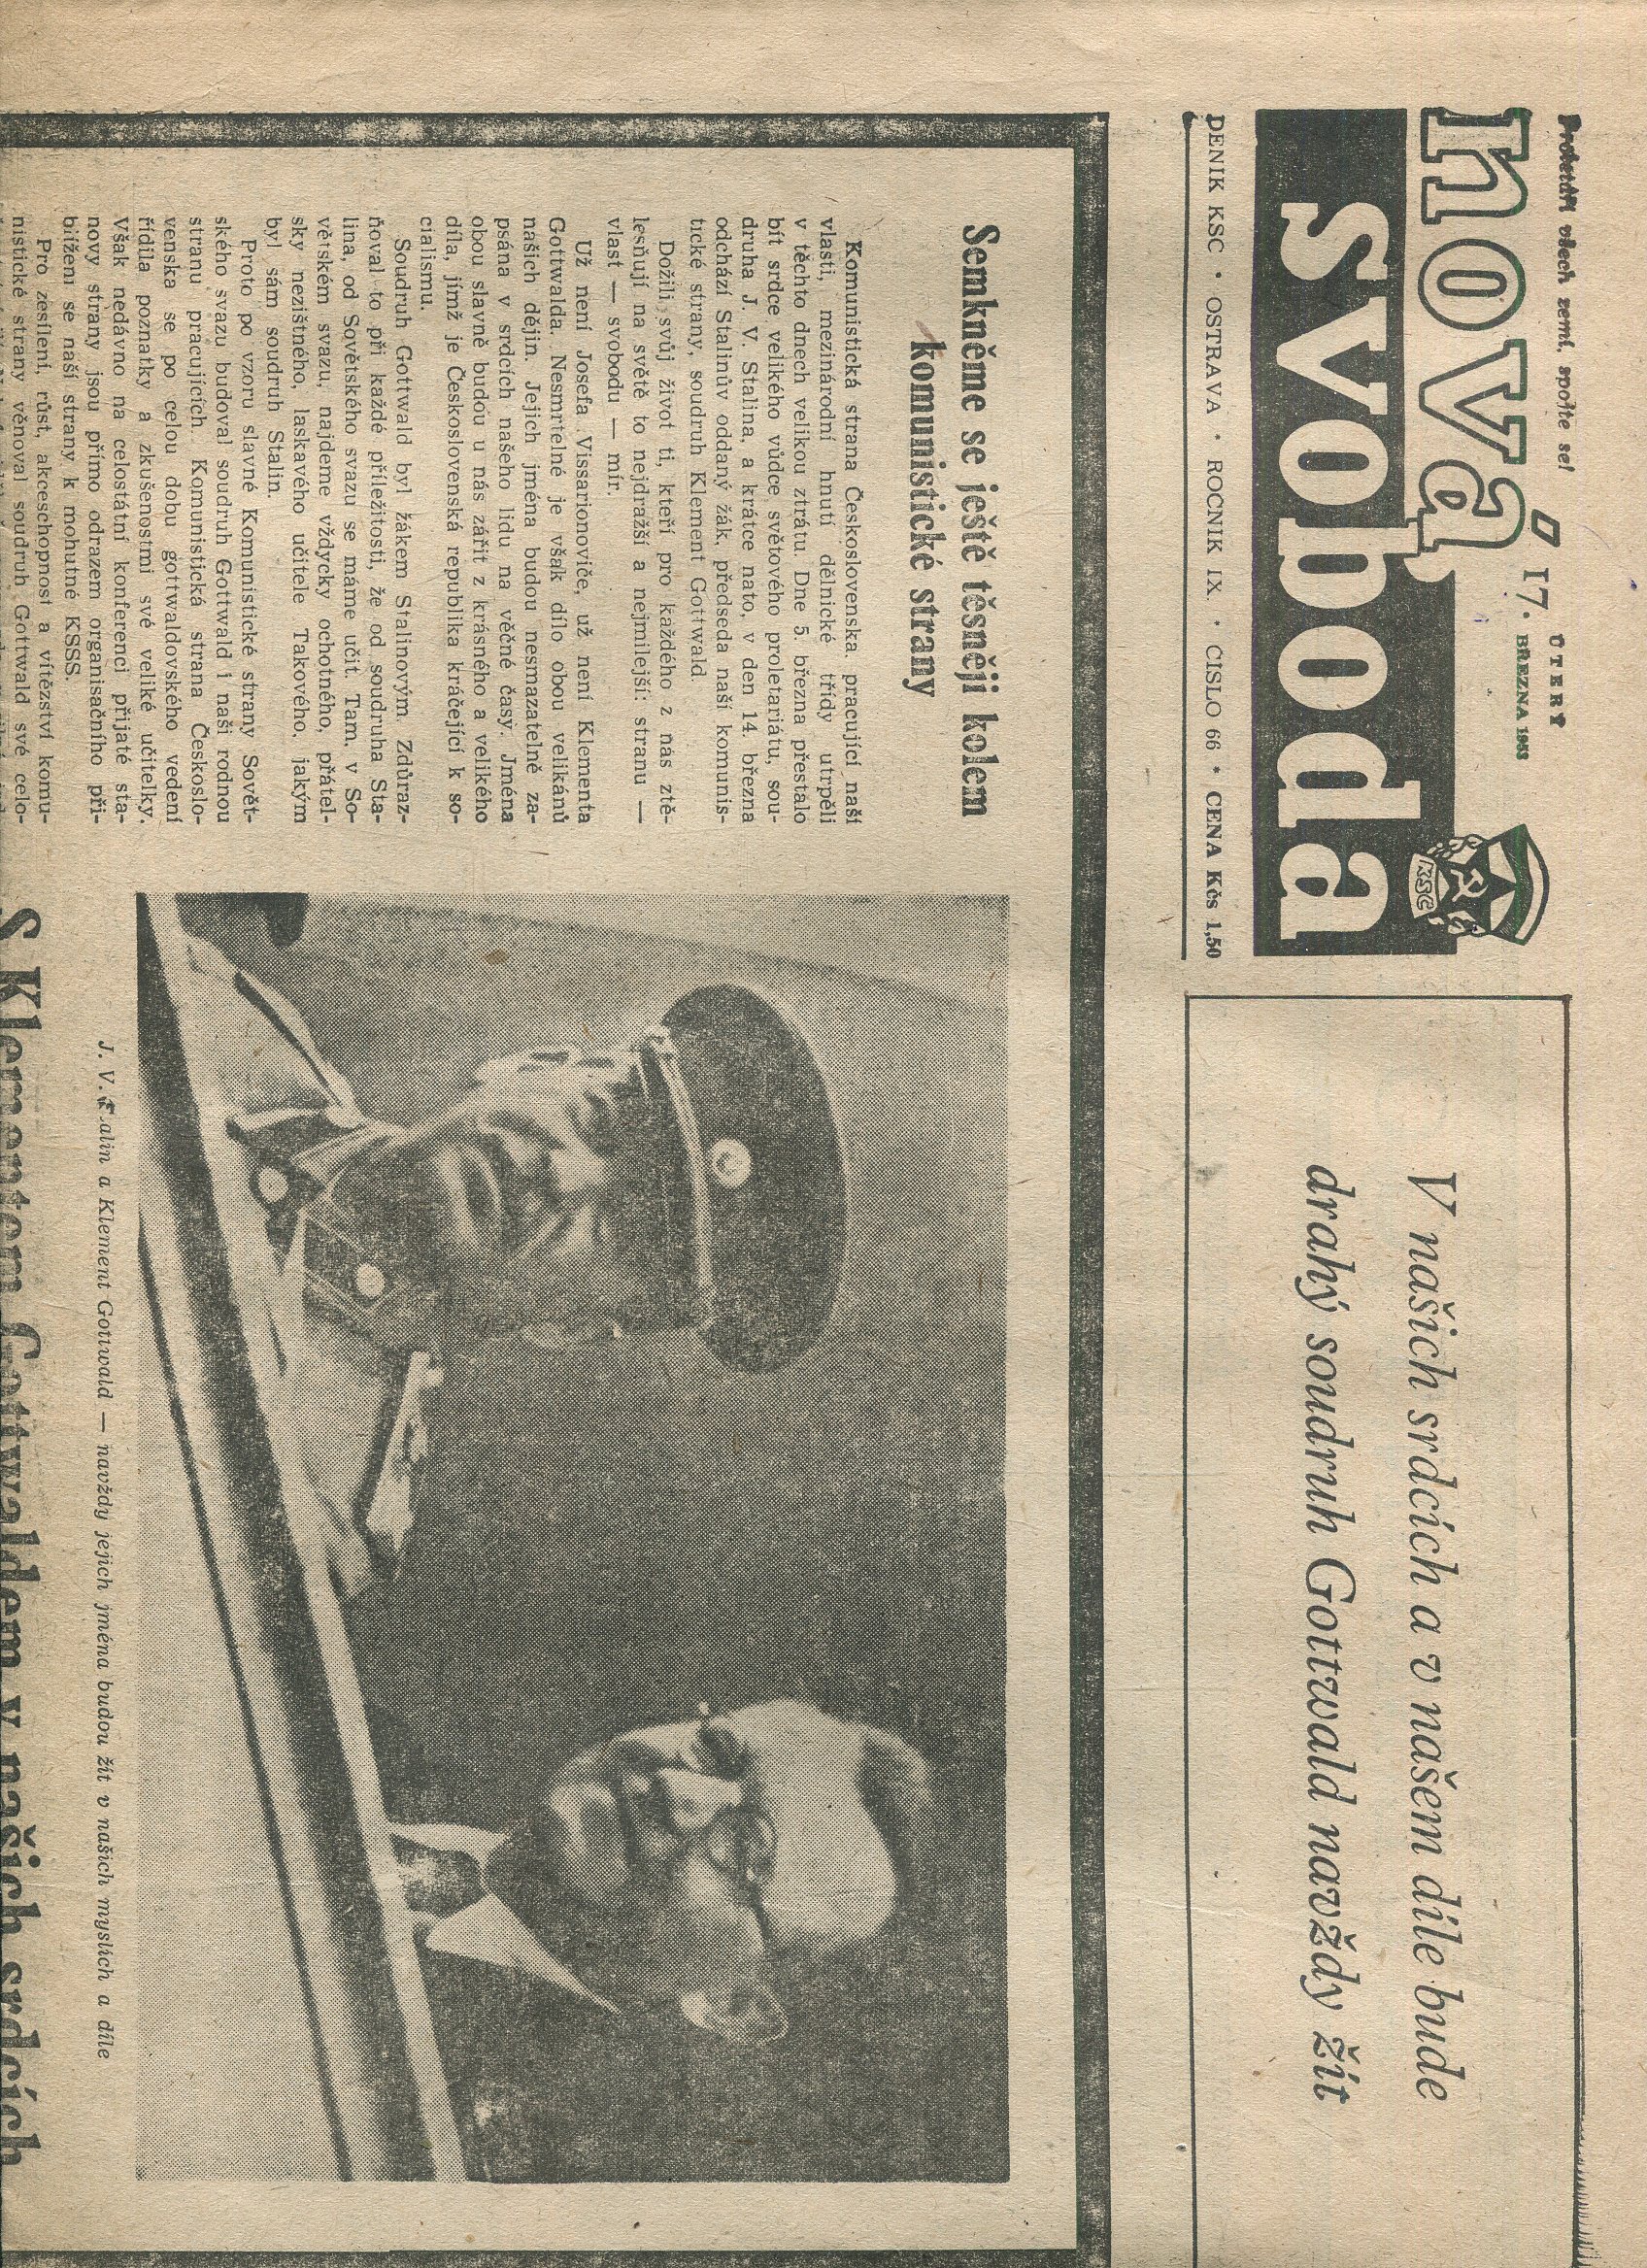 Proletáři všech zemí, spojte se!
ÚTERÝ
17. BŘEZNA 1953
nová
svoboda
KSČ
DENIK KSČ • OSTRAVA • ROČNIK IX. • ČISLO 66 • CENA Kčs 1,50
V našich srdcích a v našem díle bude
drahý soudruh Gottwald navždy žít
Semkněme se ještě těsněji kolem
komunistické strany
Komunistická strana Československa, pracující naší
vlasti, mezinárodní hnutí dělnické třídy utrpěli
v těchto dnech velikou ztrátu. Dne 5. března přestalo
bít srdce velikého vůdce světového proletariátu, sou-
druha J. V. Stalina, a krátce nato, v den 14. března
odchází Stalinův oddaný žák, předseda naší komunis-
tické strany, soudruh Klement Gottwald.
Dožili svůj život ti, kteří pro každého z nás ztě-
lesňují na světě to nejdražší a nejmilejší: stranu —
vlast — svobodu — mír.
Už není Josefa Vissarionoviče, už není Klementa
Gottwalda. Nesmrtelné je však dílo obou velikánů
našich dějin. Jejich jména budou nesmazatelně za-
psána v srdcích našeho lidu na věčné časy. Jména
obou slavně budou u nás zářit z krásného a velikého
díla, jímž je Československá republika kráčející k so-
cialismu.
Soudruh Gottwald byl žákem Stalinovým. Zdůraz-
ňoval to při každé příležitosti, že od soudruha Sta-
lina, od Sovětského svazu se máme učit. Tam, v So-
větském svazu, najdeme vždycky ochotného, přátel-
sky nezištného, laskavého učitele. Takového, jakým
byl sám soudruh Stalin.
Proto po vzoru slavné Komunistické strany Sovět-
ského svazu budoval soudruh Gottwald i naši rodnou
stranu pracujících. Komunistická strana Českoslo-
venska se po celou dobu gottwaldovského vedení
řídila poznatky a zkušenostmi své veliké učitelky.
Však nedávno na celostátní konferenci přijaté sta-
novy strany jsou přímo odrazem organisačního při-
blížení se naší strany k mohutné KSSS.
Pro zesílení, růst, akceschopnost a vítězství komu-
nistické strany věnoval soudruh Gottwald své celo-
J. V. Stalin a Klement Gottwald — navždy jejich jména budou žít v našich myslích a díle
S Klementem Gottwaldem v našich srdcích